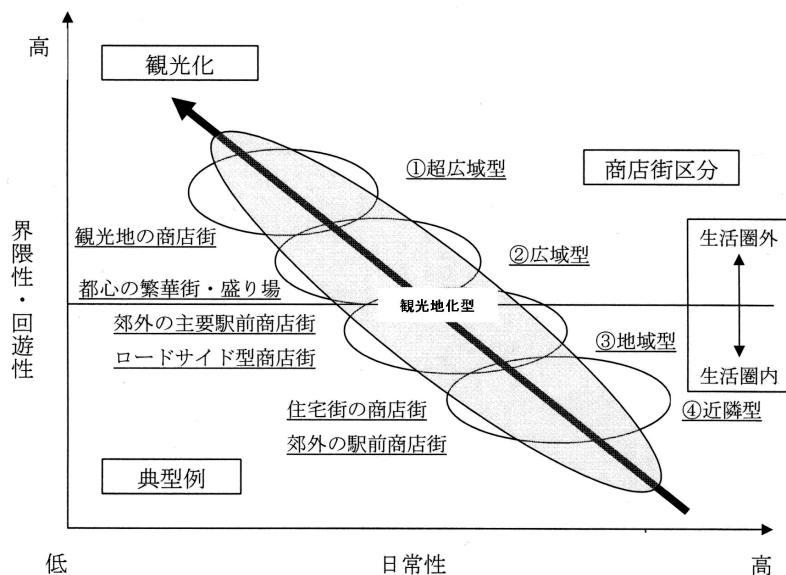 高
観光化
①超広域型
商店街区分
観光地の商店街
生活圏外
②広域型
都心の繁華街・盛り場
観光地化型
界隈性・回遊性
郊外の主要駅前商店街
③地域型
ロードサイド型商店街
生活圏内
住宅街の商店街
④近隣型
郊外の駅前商店街
典型例
低
日常性
高